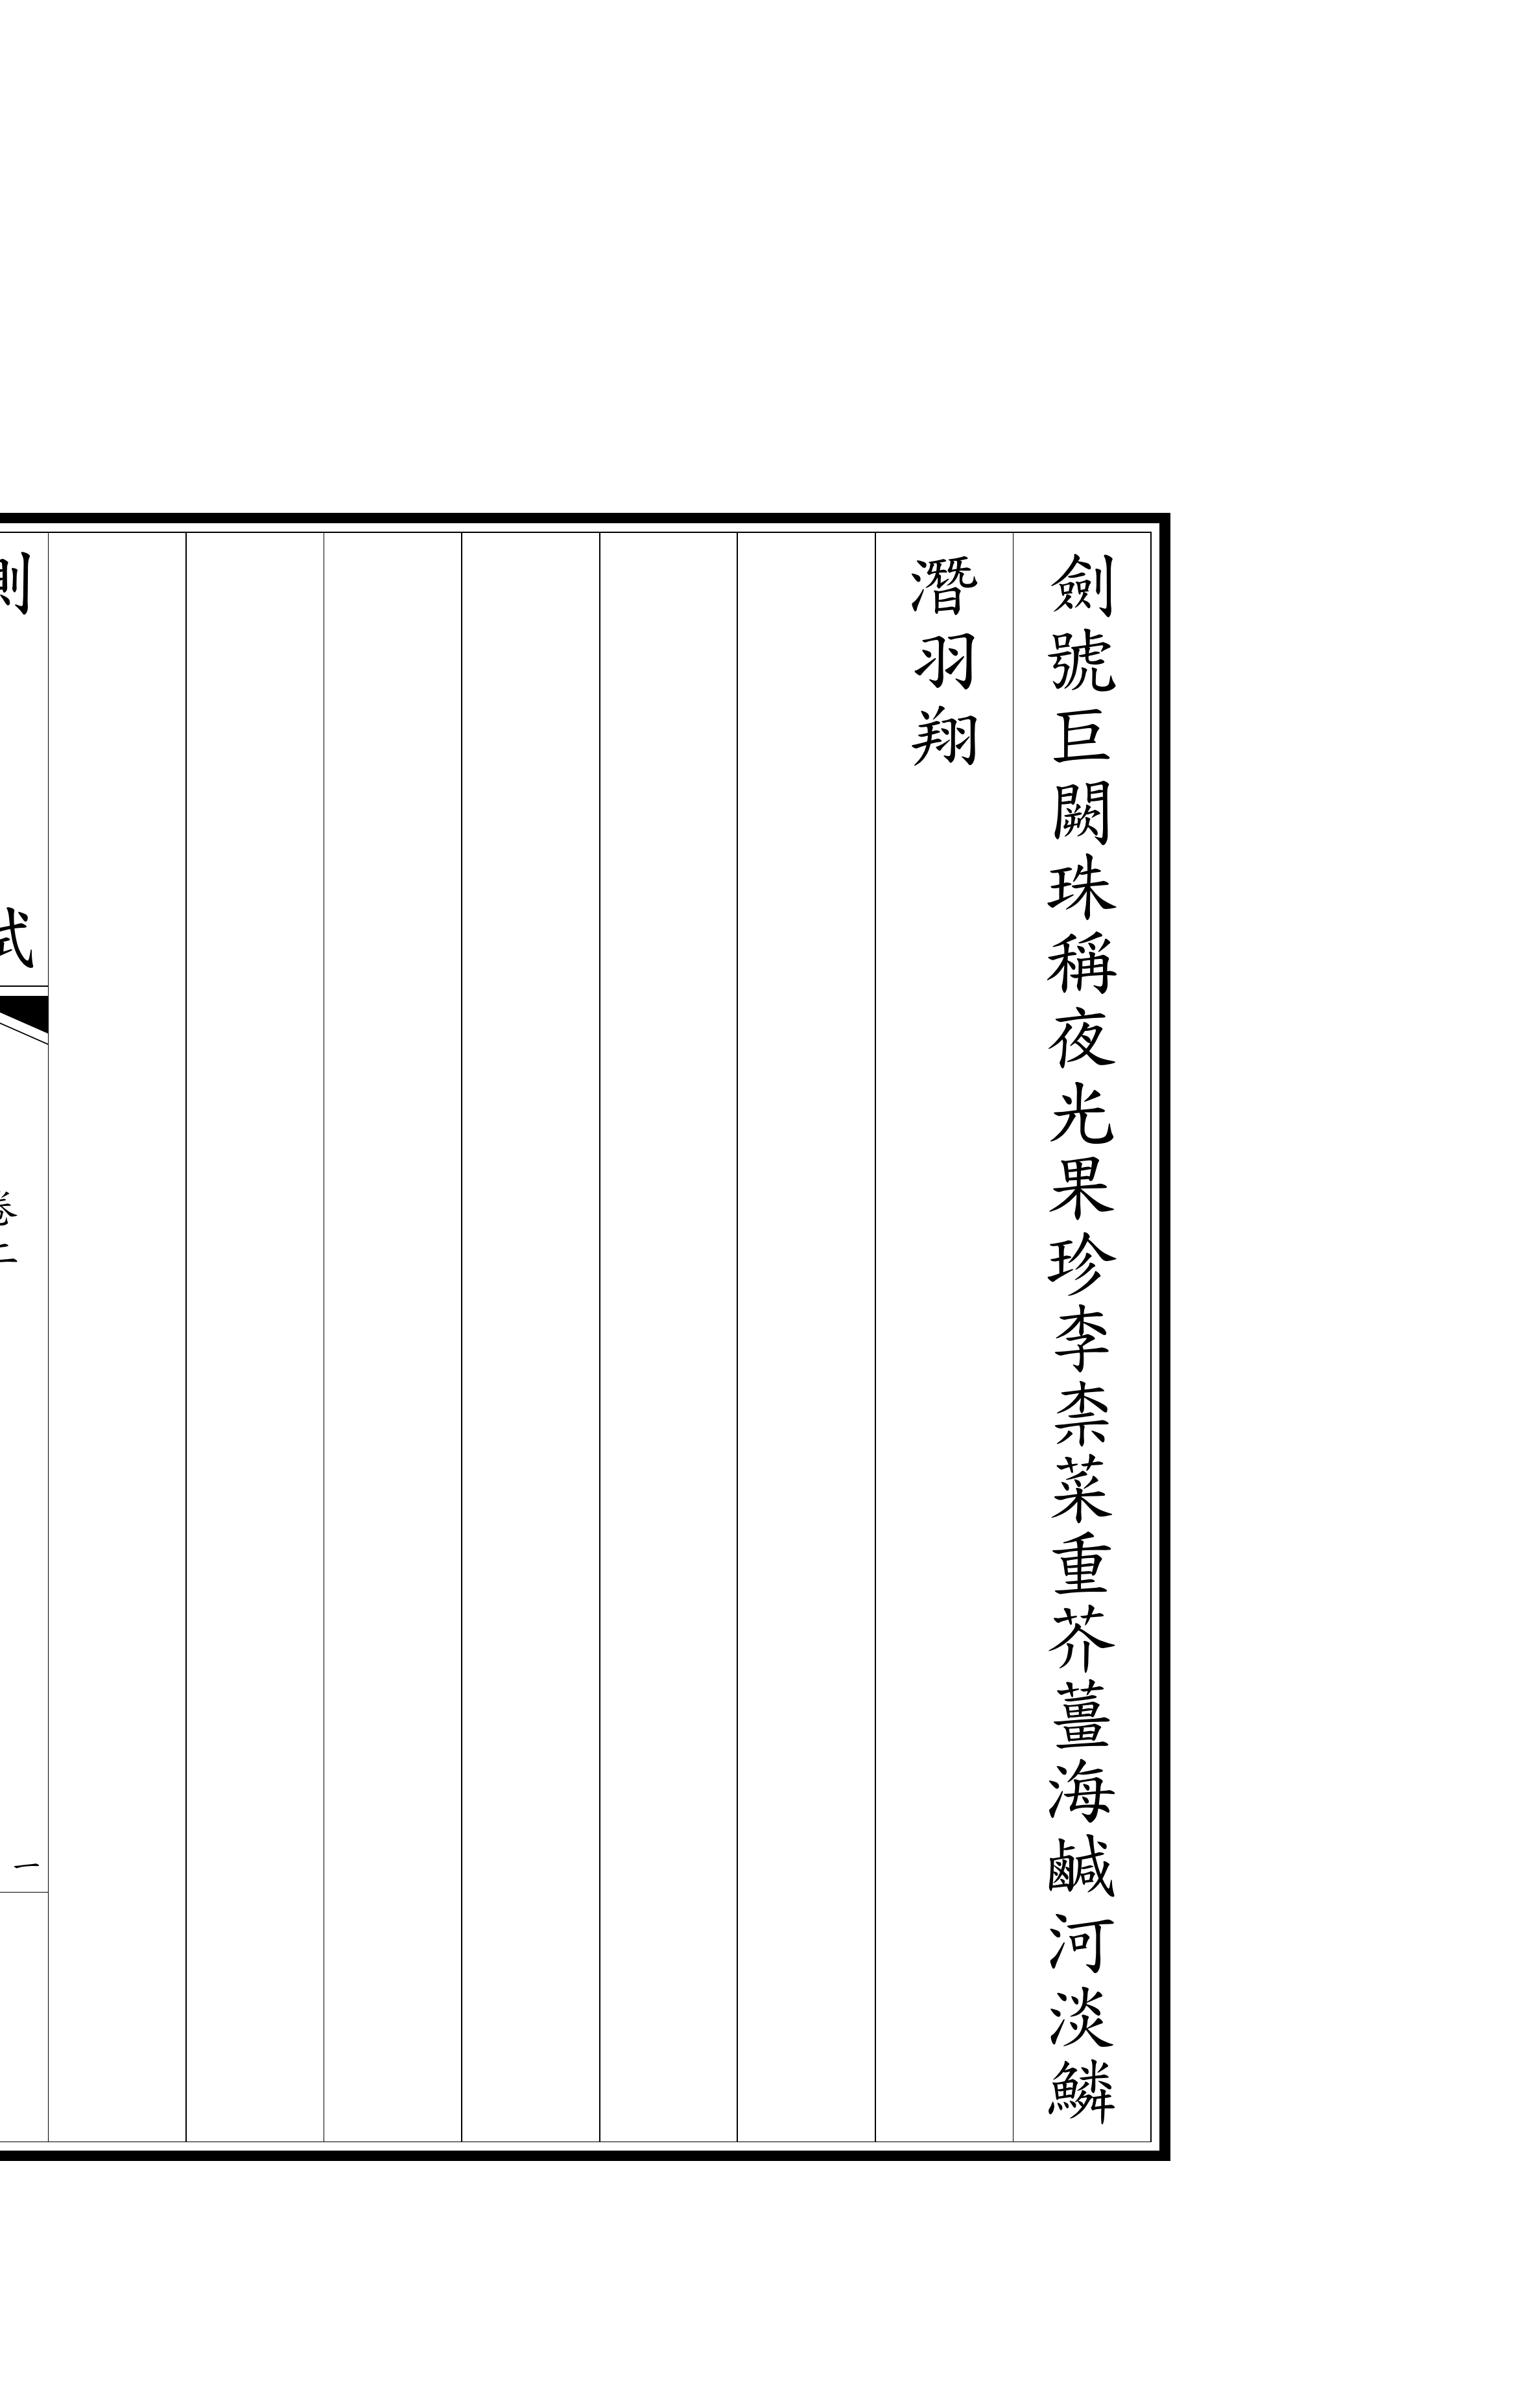 劍號巨闕珠稱夜光果珍李柰菜重芥薑海鹹河淡鱗
潛羽翔
一